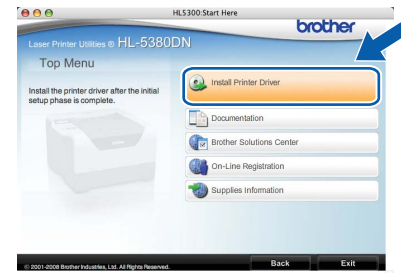 HL5300:Start Here
brother
Laser Printer Utilities ® HL-5380DN
Top Menu
Install the printer driver after the initial
setup phase is complete.
Install Printer Driver
Documentation
Brother Solutions Center
On-Line Registration
Supplies Information
© 2001-2008 Brother Industries, Ltd. All Rights Reserved.
Back
Exit